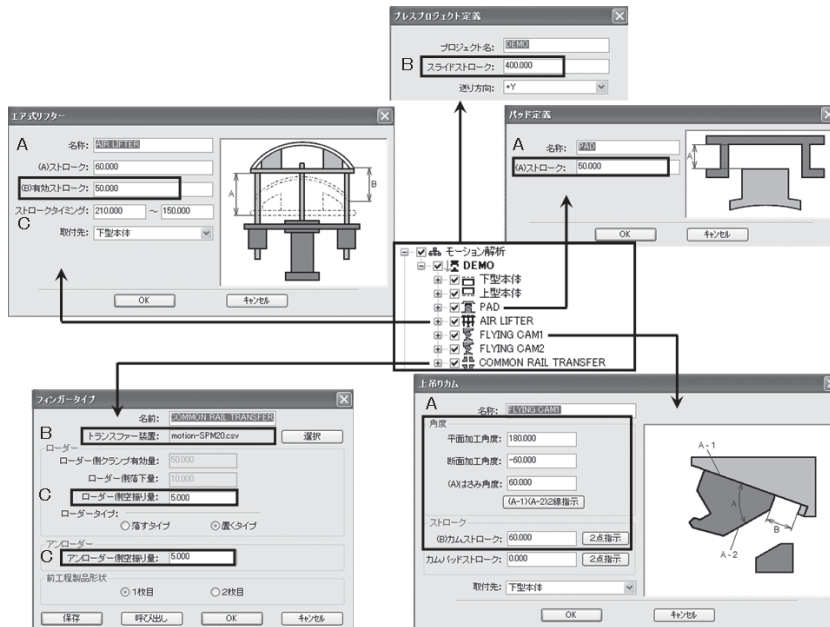 プレスプロジェクト定義
プロジェクト名: DEMO
B
スライドストローク: 400.000
送り方向: +Y
エア式リフター
A
名称: AIR LIFTER
(A)ストローク: 60.000
(B)有効ストローク: 50.000
ストロークタイミング: 210.000 ～ 150.000
C
取付先: 下型本体
OK キャンセル
A
B
パッド定義
A
名称: PAD
(A)ストローク: 50.000
OK キャンセル
A
モーション解析
DEMO
下型本体
上型本体
PAD
AIR LIFTER
FLYING CAM1
FLYING CAM2
COMMON RAIL TRANSFER
フィンガータイプ
名前: COMMON RAIL TRANSFER
B
トランスファー装置: motion-SPM20.csv 選択
ローダー
ローダー側クランプ有効量: 50.000
ローダー側落下量: 10.000
C
ローダー側空振り量: 5.000
ローダータイプ:
落すタイプ 置くタイプ
アンローダー
C
アンローダー側空振り量: 5.000
前工程製品形状
1枚目 2枚目
保存 呼び出し OK キャンセル
上吊りカム
A
名称: FLYING CAM1
角度
平面加工角度: 180.000
断面加工角度: -60.000
(A)はさみ角度: 60.000
(A-1)(A-2)2線指示
ストローク
(B)カムストローク: 60.000 2点指示
カムパッドストローク: 0.000 2点指示
取付先: 下型本体
OK キャンセル
A-1
A
B
A-2